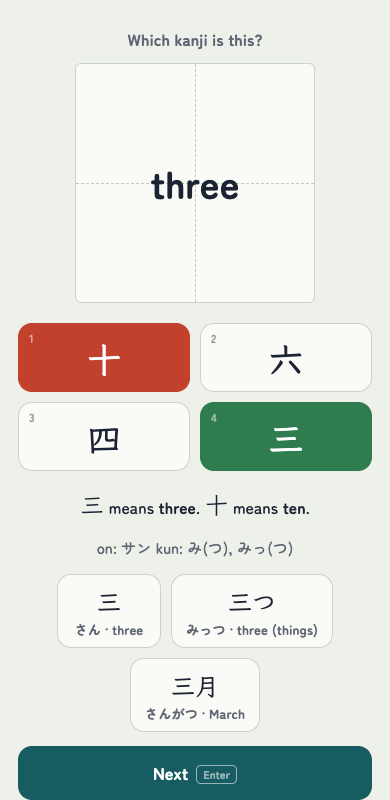 Which kanji is this?
three
1 十
2 六
3 四
4 三
三 means three. 十 means ten.
on: サン kun: み(つ), みっ(つ)
三
さん · three
三つ
みっつ · three (things)
三月
さんがつ · March
Next Enter